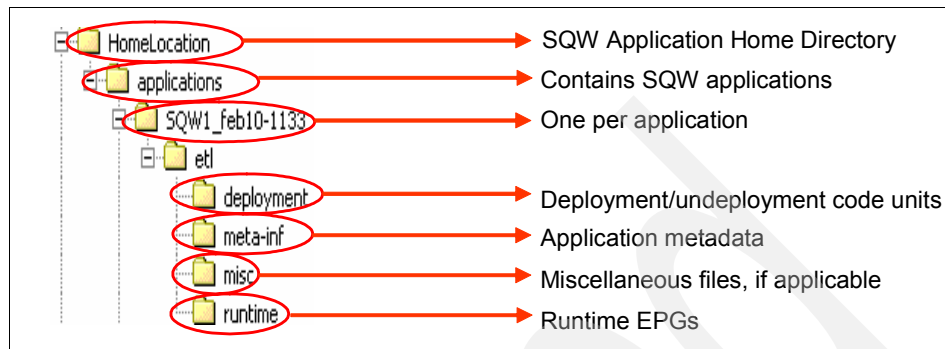 HomeLocation SQW Application Home Directory
applications Contains SQW applications
SQW1_feb10-1133 One per application
etl
deployment Deployment/undeployment code units
meta-inf Application metadata
misc Miscellaneous files, if applicable
runtime Runtime EPGs